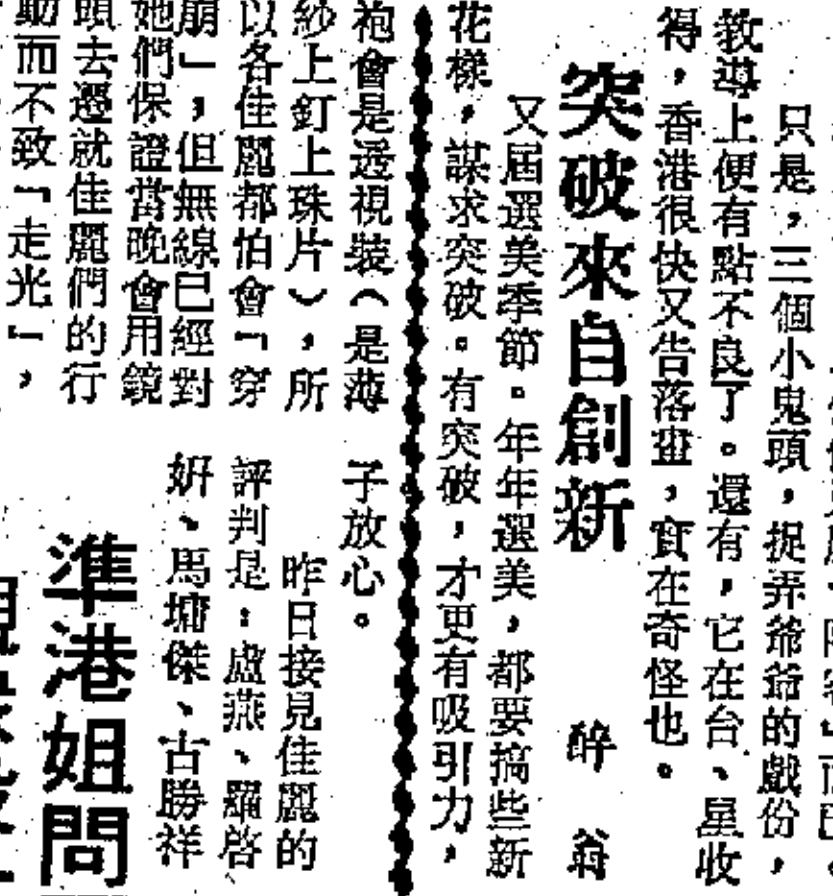 只是，三個小鬼頭，捉弄爺爺的戲份，
教導上便有點不良了。還有，它在台、星收
得，香港很快又告落畫，實在奇怪也。
突破來自創新
醉翁
又屆選美季節。年年選美，都要搞些新
花樣，謀求突破。有突破，才更有吸引力，
袍會是透視裝（是薄
紗上釘上珠片），所
以各佳麗都怕會「穿
崩」，但無線已經對
她們保證當晚會用鏡
頭去遷就佳麗們的行
動而不致「走光」，
子放心。
昨日接見佳麗的
評判是：盧燕、羅啓
妍、馬墉傑、古勝祥
準港姐問